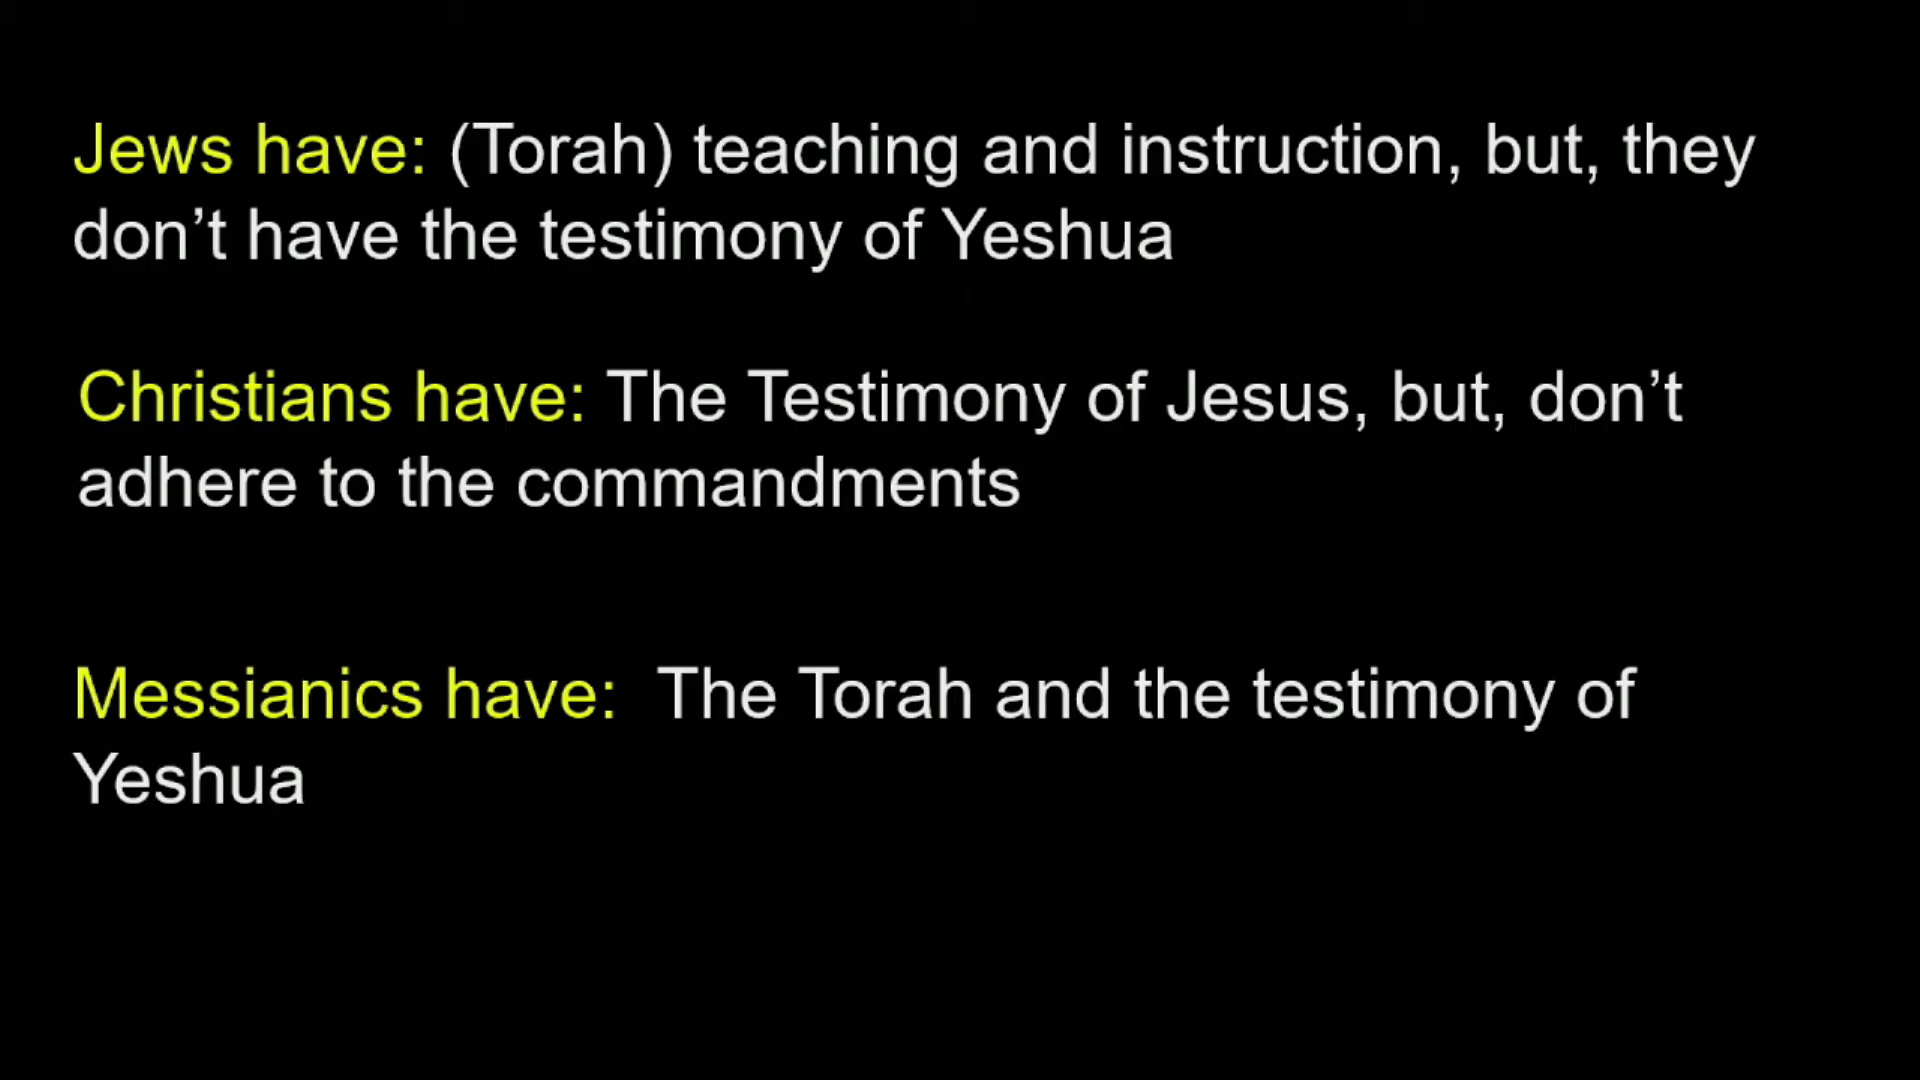 Jews have: (Torah) teaching and instruction, but, they
don’t have the testimony of Yeshua
Christians have: The Testimony of Jesus, but, don’t
adhere to the commandments
Messianics have:  The Torah and the testimony of
Yeshua